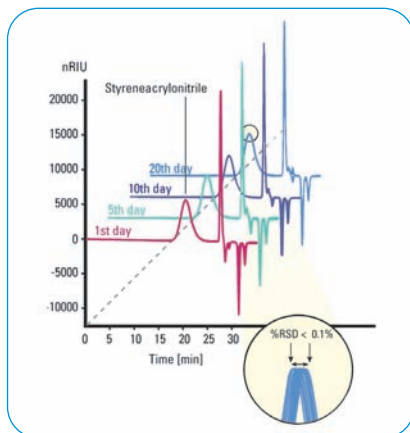 nRIU
Styreneacrylonitrile
20000
15000
10000
5000
0
-5000
-10000
20th day
10th day
5th day
1st day
0 5 10 15 20 25 30
Time [min]
%RSD < 0.1%